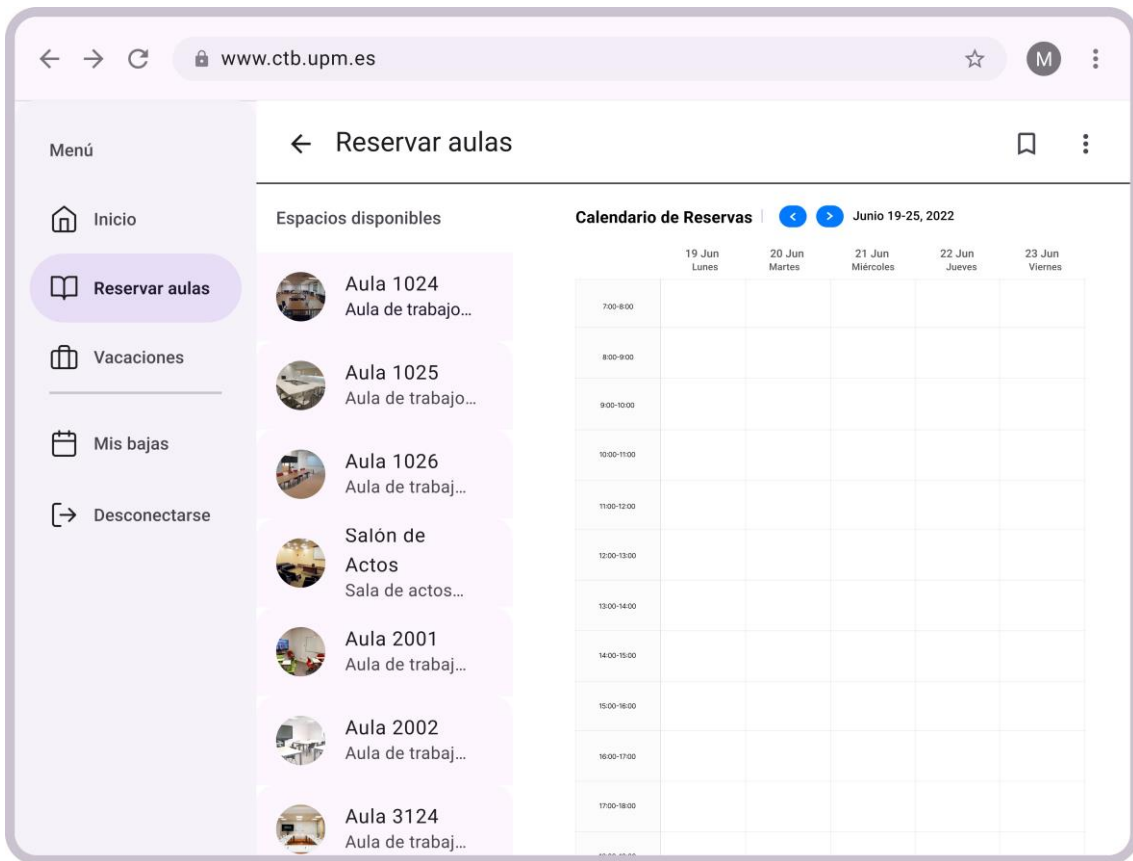 www.ctb.upm.es
M
Menú
Inicio
Reservar aulas
Vacaciones
Mis bajas
Desconectarse
Reservar aulas
Espacios disponibles
Aula 1024
Aula de trabajo...
Aula 1025
Aula de trabajo...
Aula 1026
Aula de trabaj...
Salón de
Actos
Sala de actos...
Aula 2001
Aula de trabaj...
Aula 2002
Aula de trabaj...
Aula 3124
Aula de trabaj...
Calendario de Reservas
Junio 19-25, 2022
19 Jun 20 Jun 21 Jun 22 Jun 23 Jun
Lunes Martes Miércoles Jueves Viernes
7:00-8:00
8:00-9:00
9:00-10:00
10:00-11:00
11:00-12:00
12:00-13:00
13:00-14:00
14:00-15:00
15:00-16:00
16:00-17:00
17:00-18:00